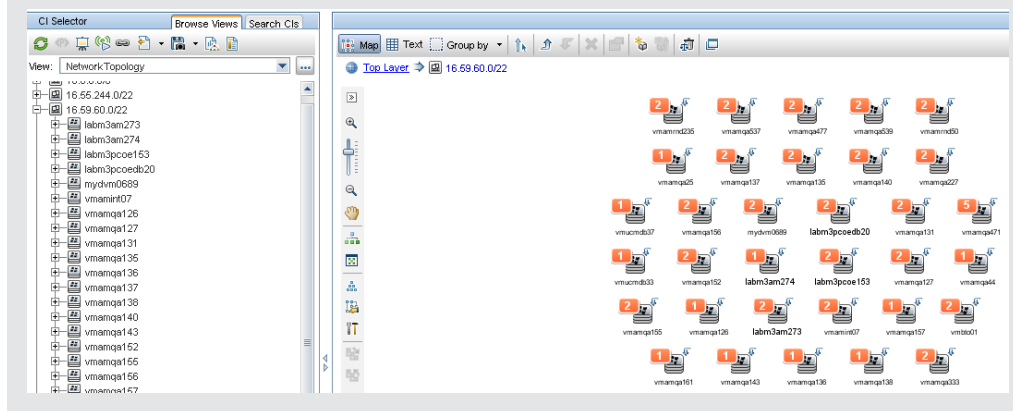 CI Selector
Browse Views
Search CIs
View:
NetworkTopology
...
16.55.244.0/22
16.59.60.0/22
labm3am273
labm3am274
labm3pcoe153
labm3pcoedb20
mydvm0689
vmamint07
vmamqa126
vmamqa127
vmamqa131
vmamqa135
vmamqa136
vmamqa137
vmamqa138
vmamqa140
vmamqa143
vmamqa152
vmamqa155
vmamqa156
vmamqa157
Map Text Group by
Top Layer 16.59.60.0/22
2 2 2 2 2
vmamrnd235 vmamqa537 vmamqa477 vmamqa539 vmamrnd50
1 2 2 2 2
vmamqa25 vmamqa137 vmamqa135 vmamqa140 vmamqa227
1 2 2 2 2 5
vmucmdb37 vmamqa156 mydvm0689 labm3pcoedb20 vmamqa131 vmamqa471
1 2 1 2 2 1
vmucmdb33 vmamqa152 labm3am274 labm3pcoe153 vmamqa127 vmamqa44
2 1 2 2 1 2
vmamqa155 vmamqa126 labm3am273 vmamint07 vmamqa157 vmbto01
1 1 1 1 2
vmamqa161 vmamqa143 vmamqa136 vmamqa138 vmamqa333